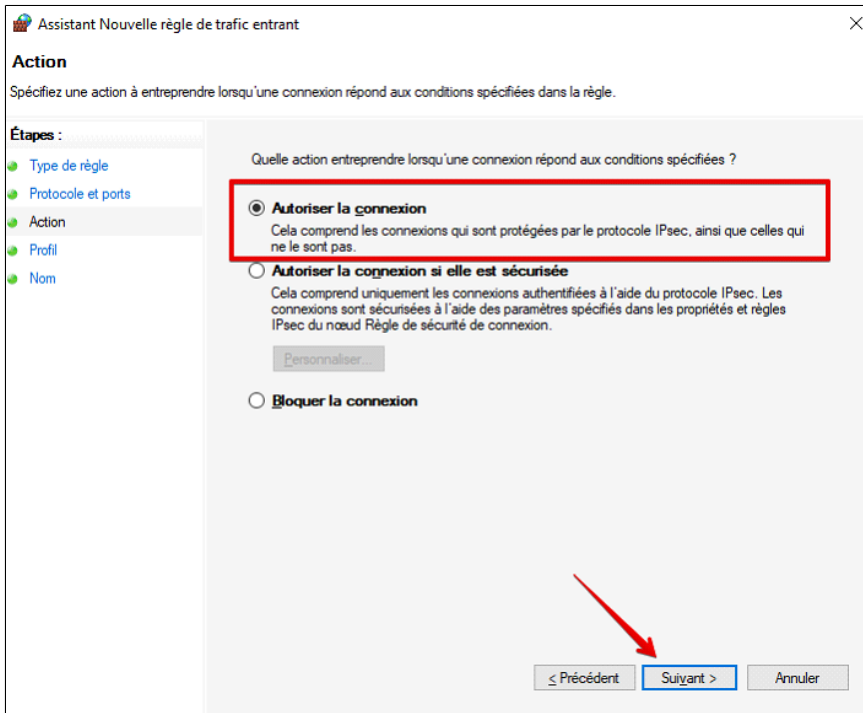 Assistant Nouvelle règle de trafic entrant
Action
Spécifiez une action à entreprendre lorsqu'une connexion répond aux conditions spécifiées dans la règle.
Étapes :
Type de règle
Protocole et ports
Action
Profil
Nom
Quelle action entreprendre lorsqu'une connexion répond aux conditions spécifiées ?
Autoriser la connexion
Cela comprend les connexions qui sont protégées par le protocole IPsec, ainsi que celles qui
ne le sont pas.
Autoriser la connexion si elle est sécurisée
Cela comprend uniquement les connexions authentifiées à l'aide du protocole IPsec. Les
connexions sont sécurisées à l'aide des paramètres spécifiés dans les propriétés et règles
IPsec du nœud Règle de sécurité de connexion.
Personnaliser...
Bloquer la connexion
< Précédent
Suivant >
Annuler